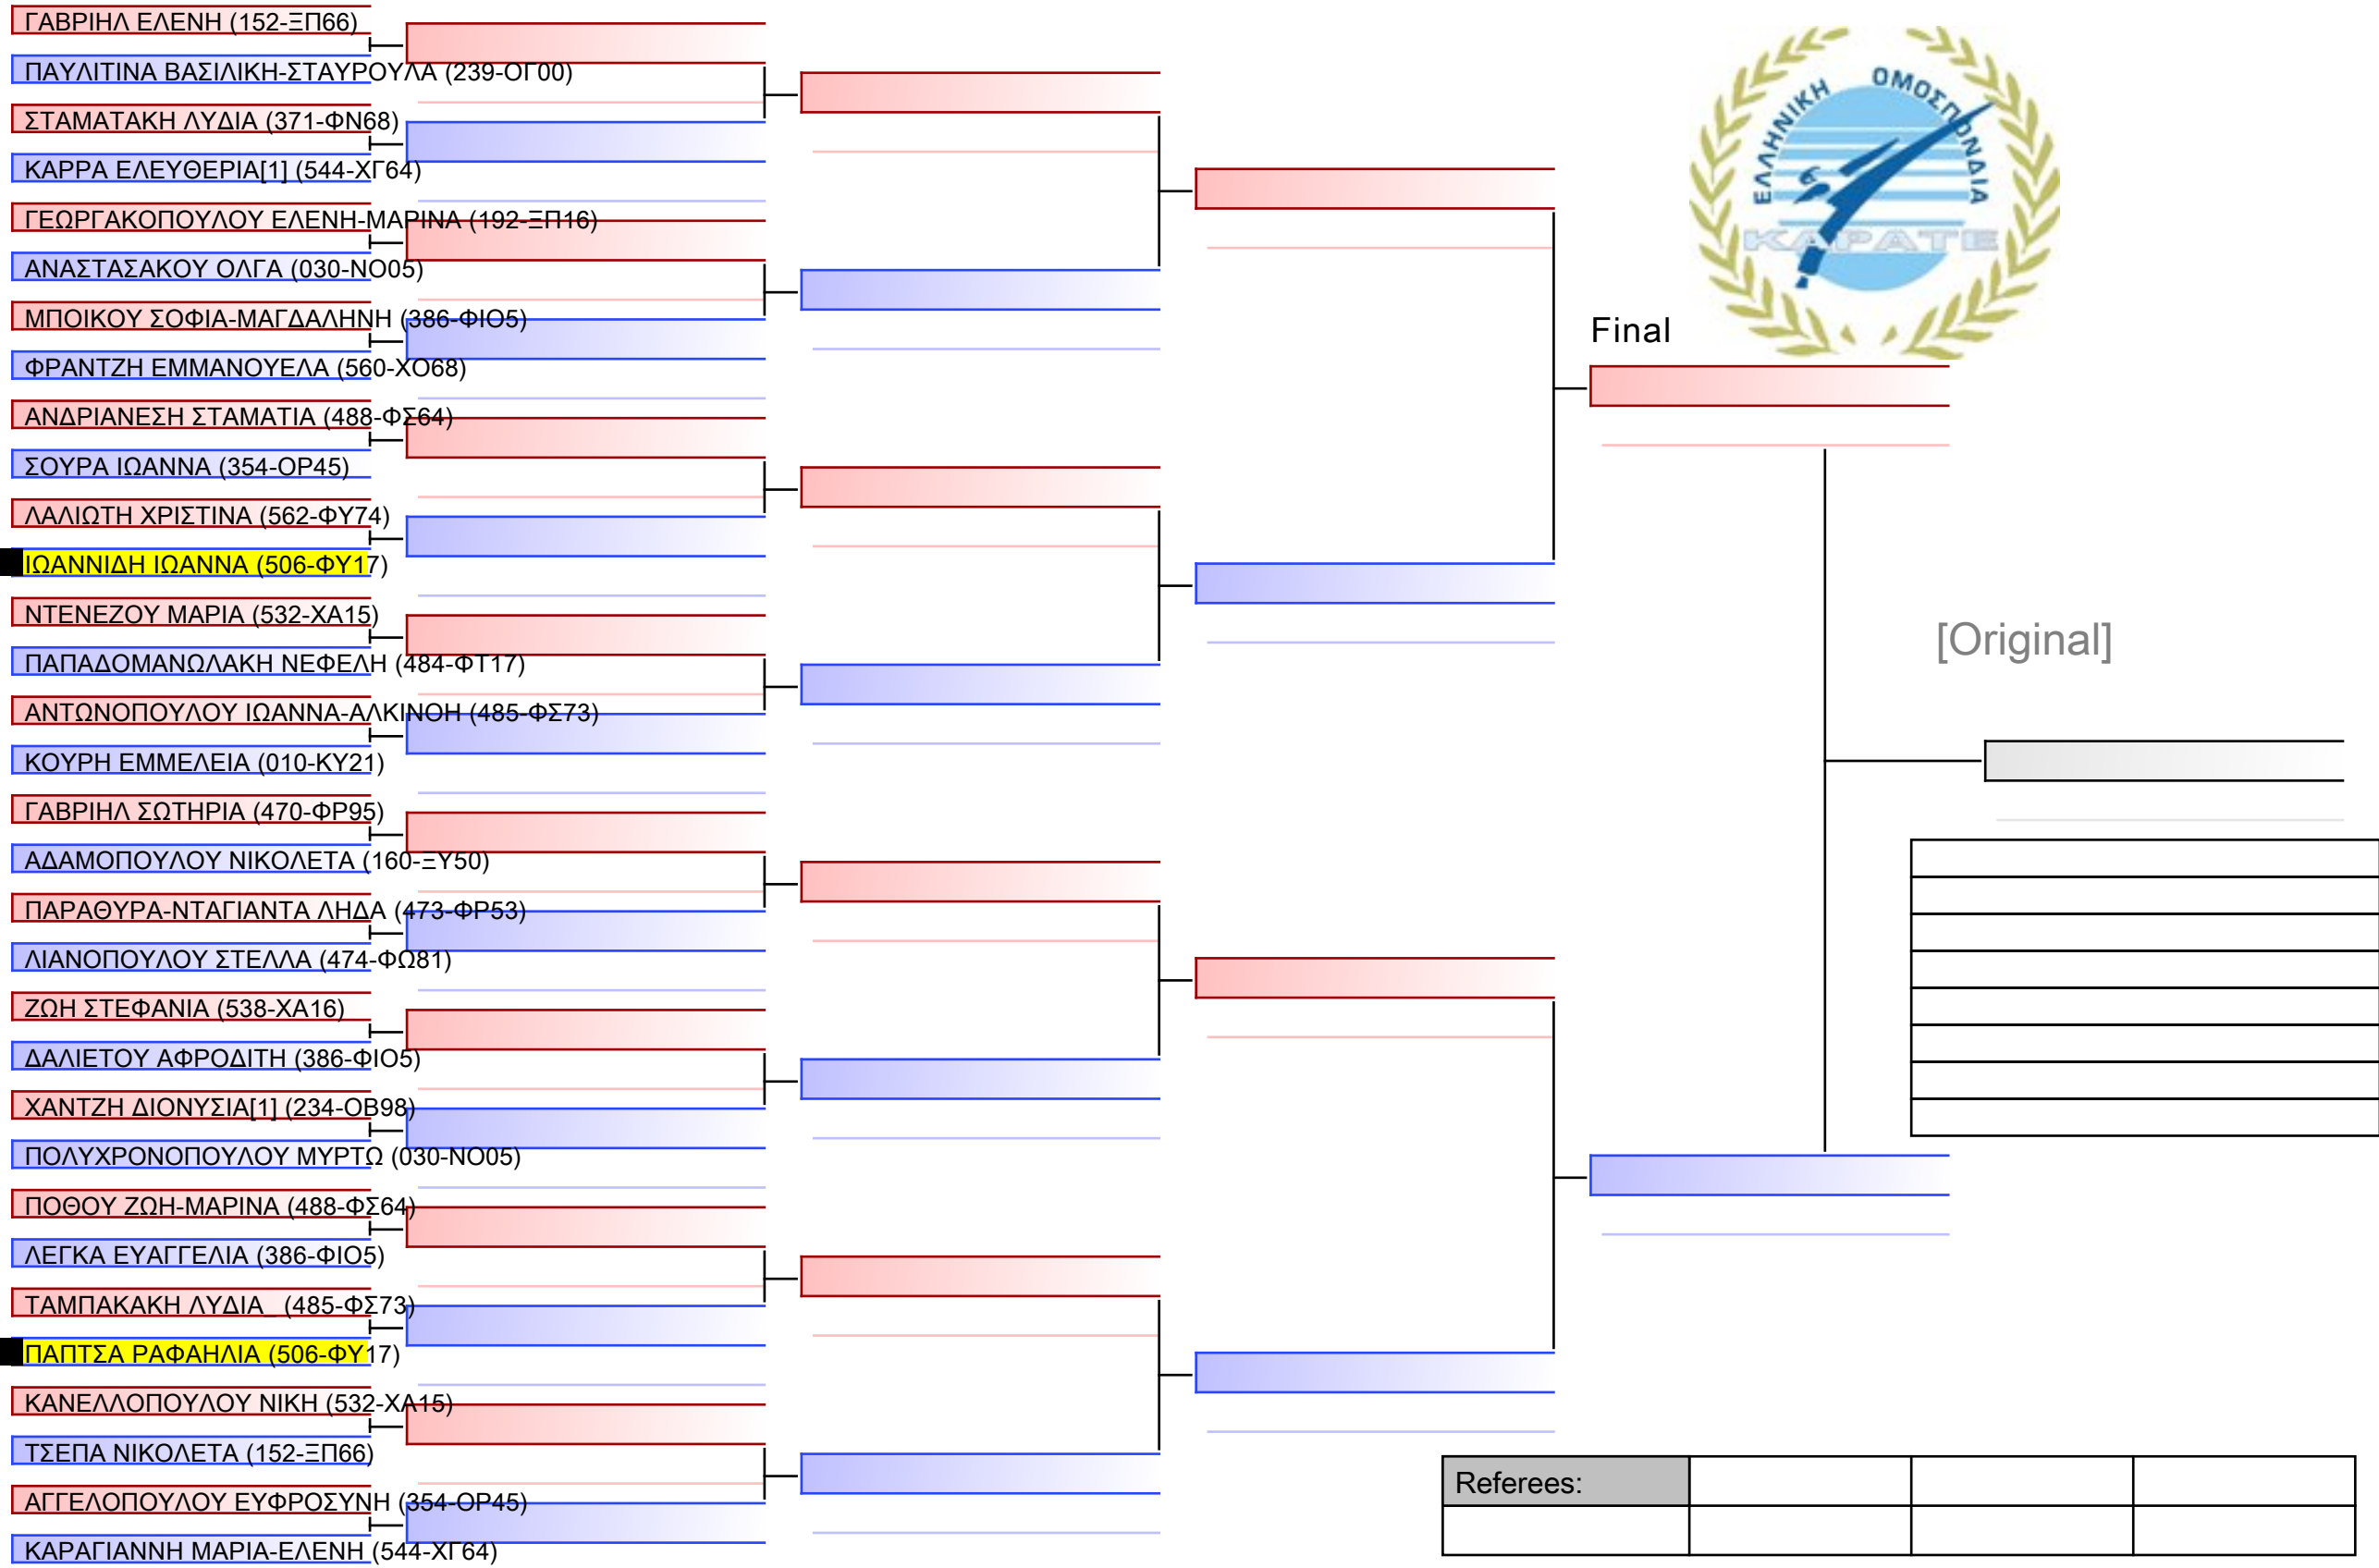 ΓΑΒΡΙΗΛ ΕΛΕΝΗ (152-ΞΠ66)
ΠΑΥΛΙΤΙΝΑ ΒΑΣΙΛΙΚΗ-ΣΤΑΥΡΟΥΛΑ (239-ΟΓ00)
ΣΤΑΜΑΤΑΚΗ ΛΥΔΙΑ (371-ΦΝ68)
ΚΑΡΡΑ ΕΛΕΥΘΕΡΙΑ[1] (544-ΧΓ64)
ΓΕΩΡΓΑΚΟΠΟΥΛΟΥ ΕΛΕΝΗ-ΜΑΡΙΝΑ (192-ΞΠ16)
ΑΝΑΣΤΑΣΑΚΟΥ ΟΛΓΑ (030-ΝΟ05)
ΜΠΟΙΚΟΥ ΣΟΦΙΑ-ΜΑΓΔΑΛΗΝΗ (386-ΦΙΟ5)
ΦΡΑΝΤΖΗ ΕΜΜΑΝΟΥΕΛΑ (560-ΧΟ68)
ΑΝΔΡΙΑΝΕΣΗ ΣΤΑΜΑΤΙΑ (488-ΦΣ64)
ΣΟΥΡΑ ΙΩΑΝΝΑ (354-ΟΡ45)
ΛΑΛΙΩΤΗ ΧΡΙΣΤΙΝΑ (562-ΦΥ74)
ΙΩΑΝΝΙΔΗ ΙΩΑΝΝΑ (506-ΦΥ17)
ΝΤΕΝΕΖΟΥ ΜΑΡΙΑ (532-ΧΑ15)
ΠΑΠΑΔΟΜΑΝΩΛΑΚΗ ΝΕΦΕΛΗ (484-ΦΤ17)
ΑΝΤΩΝΟΠΟΥΛΟΥ ΙΩΑΝΝΑ-ΑΛΚΙΝΟΗ (485-ΦΣ73)
ΚΟΥΡΗ ΕΜΜΕΛΕΙΑ (010-ΚΥ21)
ΓΑΒΡΙΗΛ ΣΩΤΗΡΙΑ (470-ΦΡ95)
ΑΔΑΜΟΠΟΥΛΟΥ ΝΙΚΟΛΕΤΑ (160-ΞΥ50)
ΠΑΡΑΘΥΡΑ-ΝΤΑΓΙΑΝΤΑ ΛΗΔΑ (473-ΦΡ53)
ΛΙΑΝΟΠΟΥΛΟΥ ΣΤΕΛΛΑ (474-ΦΩ81)
ΖΩΗ ΣΤΕΦΑΝΙΑ (538-ΧΑ16)
ΔΑΛΙΕΤΟΥ ΑΦΡΟΔΙΤΗ (386-ΦΙΟ5)
ΧΑΝΤΖΗ ΔΙΟΝΥΣΙΑ[1] (234-ΟΒ98)
ΠΟΛΥΧΡΟΝΟΠΟΥΛΟΥ ΜΥΡΤΩ (030-ΝΟ05)
ΠΟΘΟΥ ΖΩΗ-ΜΑΡΙΝΑ (488-ΦΣ64)
ΛΕΓΚΑ ΕΥΑΓΓΕΛΙΑ (386-ΦΙΟ5)
ΤΑΜΠΑΚΑΚΗ ΛΥΔΙΑ_ (485-ΦΣ73)
ΠΑΠΤΣΑ ΡΑΦΑΗΛΙΑ (506-ΦΥ17)
ΚΑΝΕΛΛΟΠΟΥΛΟΥ ΝΙΚΗ (532-ΧΑ15)
ΤΣΕΠΑ ΝΙΚΟΛΕΤΑ (152-ΞΠ66)
ΑΓΓΕΛΟΠΟΥΛΟΥ ΕΥΦΡΟΣΥΝΗ (354-ΟΡ45)
ΚΑΡΑΓΙΑΝΝΗ ΜΑΡΙΑ-ΕΛΕΝΗ (544-ΧΓ64)
ΕΛΛΗΝΙΚΗ ΟΜΟΣΠΟΝΔΙΑ
ΚΑΡΑΤΕ
Final
[Original]
Referees: